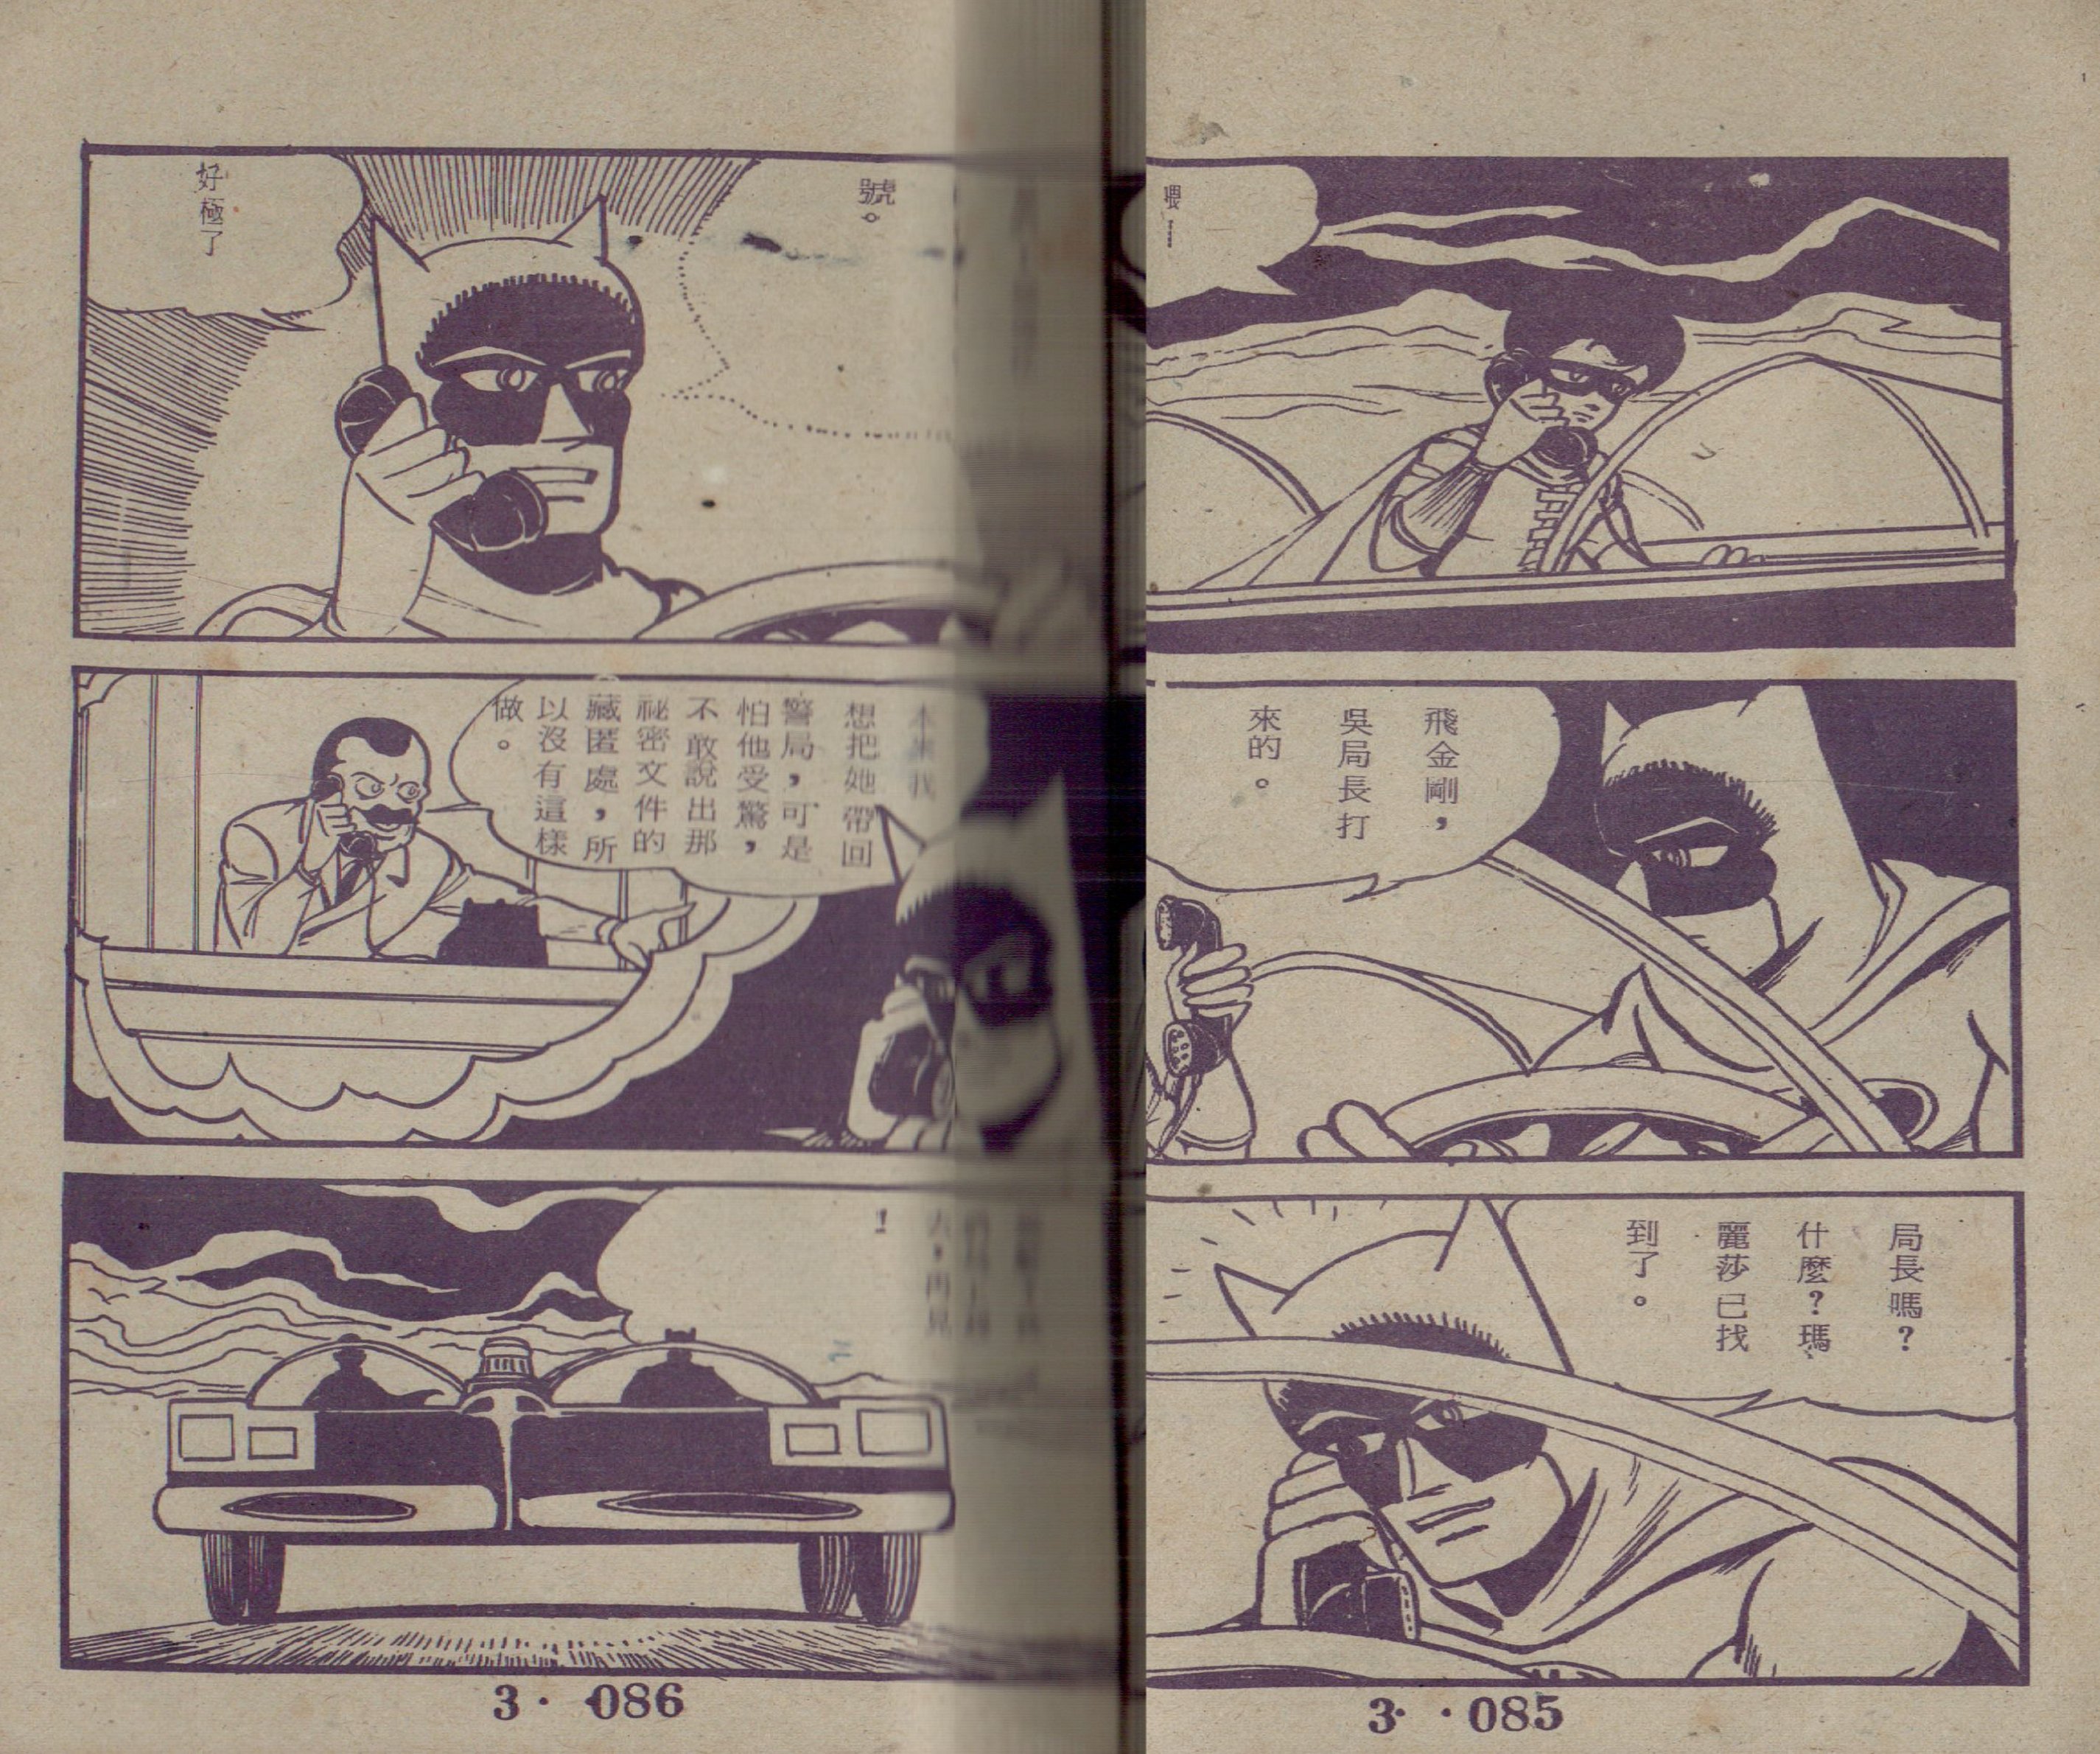 喂！
飛金剛，
吳局長打
來的。
局長嗎？
什麼？瑪
麗莎已找
到了。
3·085
號。
好極了
想把她帶回
警局，可是
怕他受驚，
不敢說出那
祕密文件的
藏匿處，所
以沒有這樣
做。
！
3·086